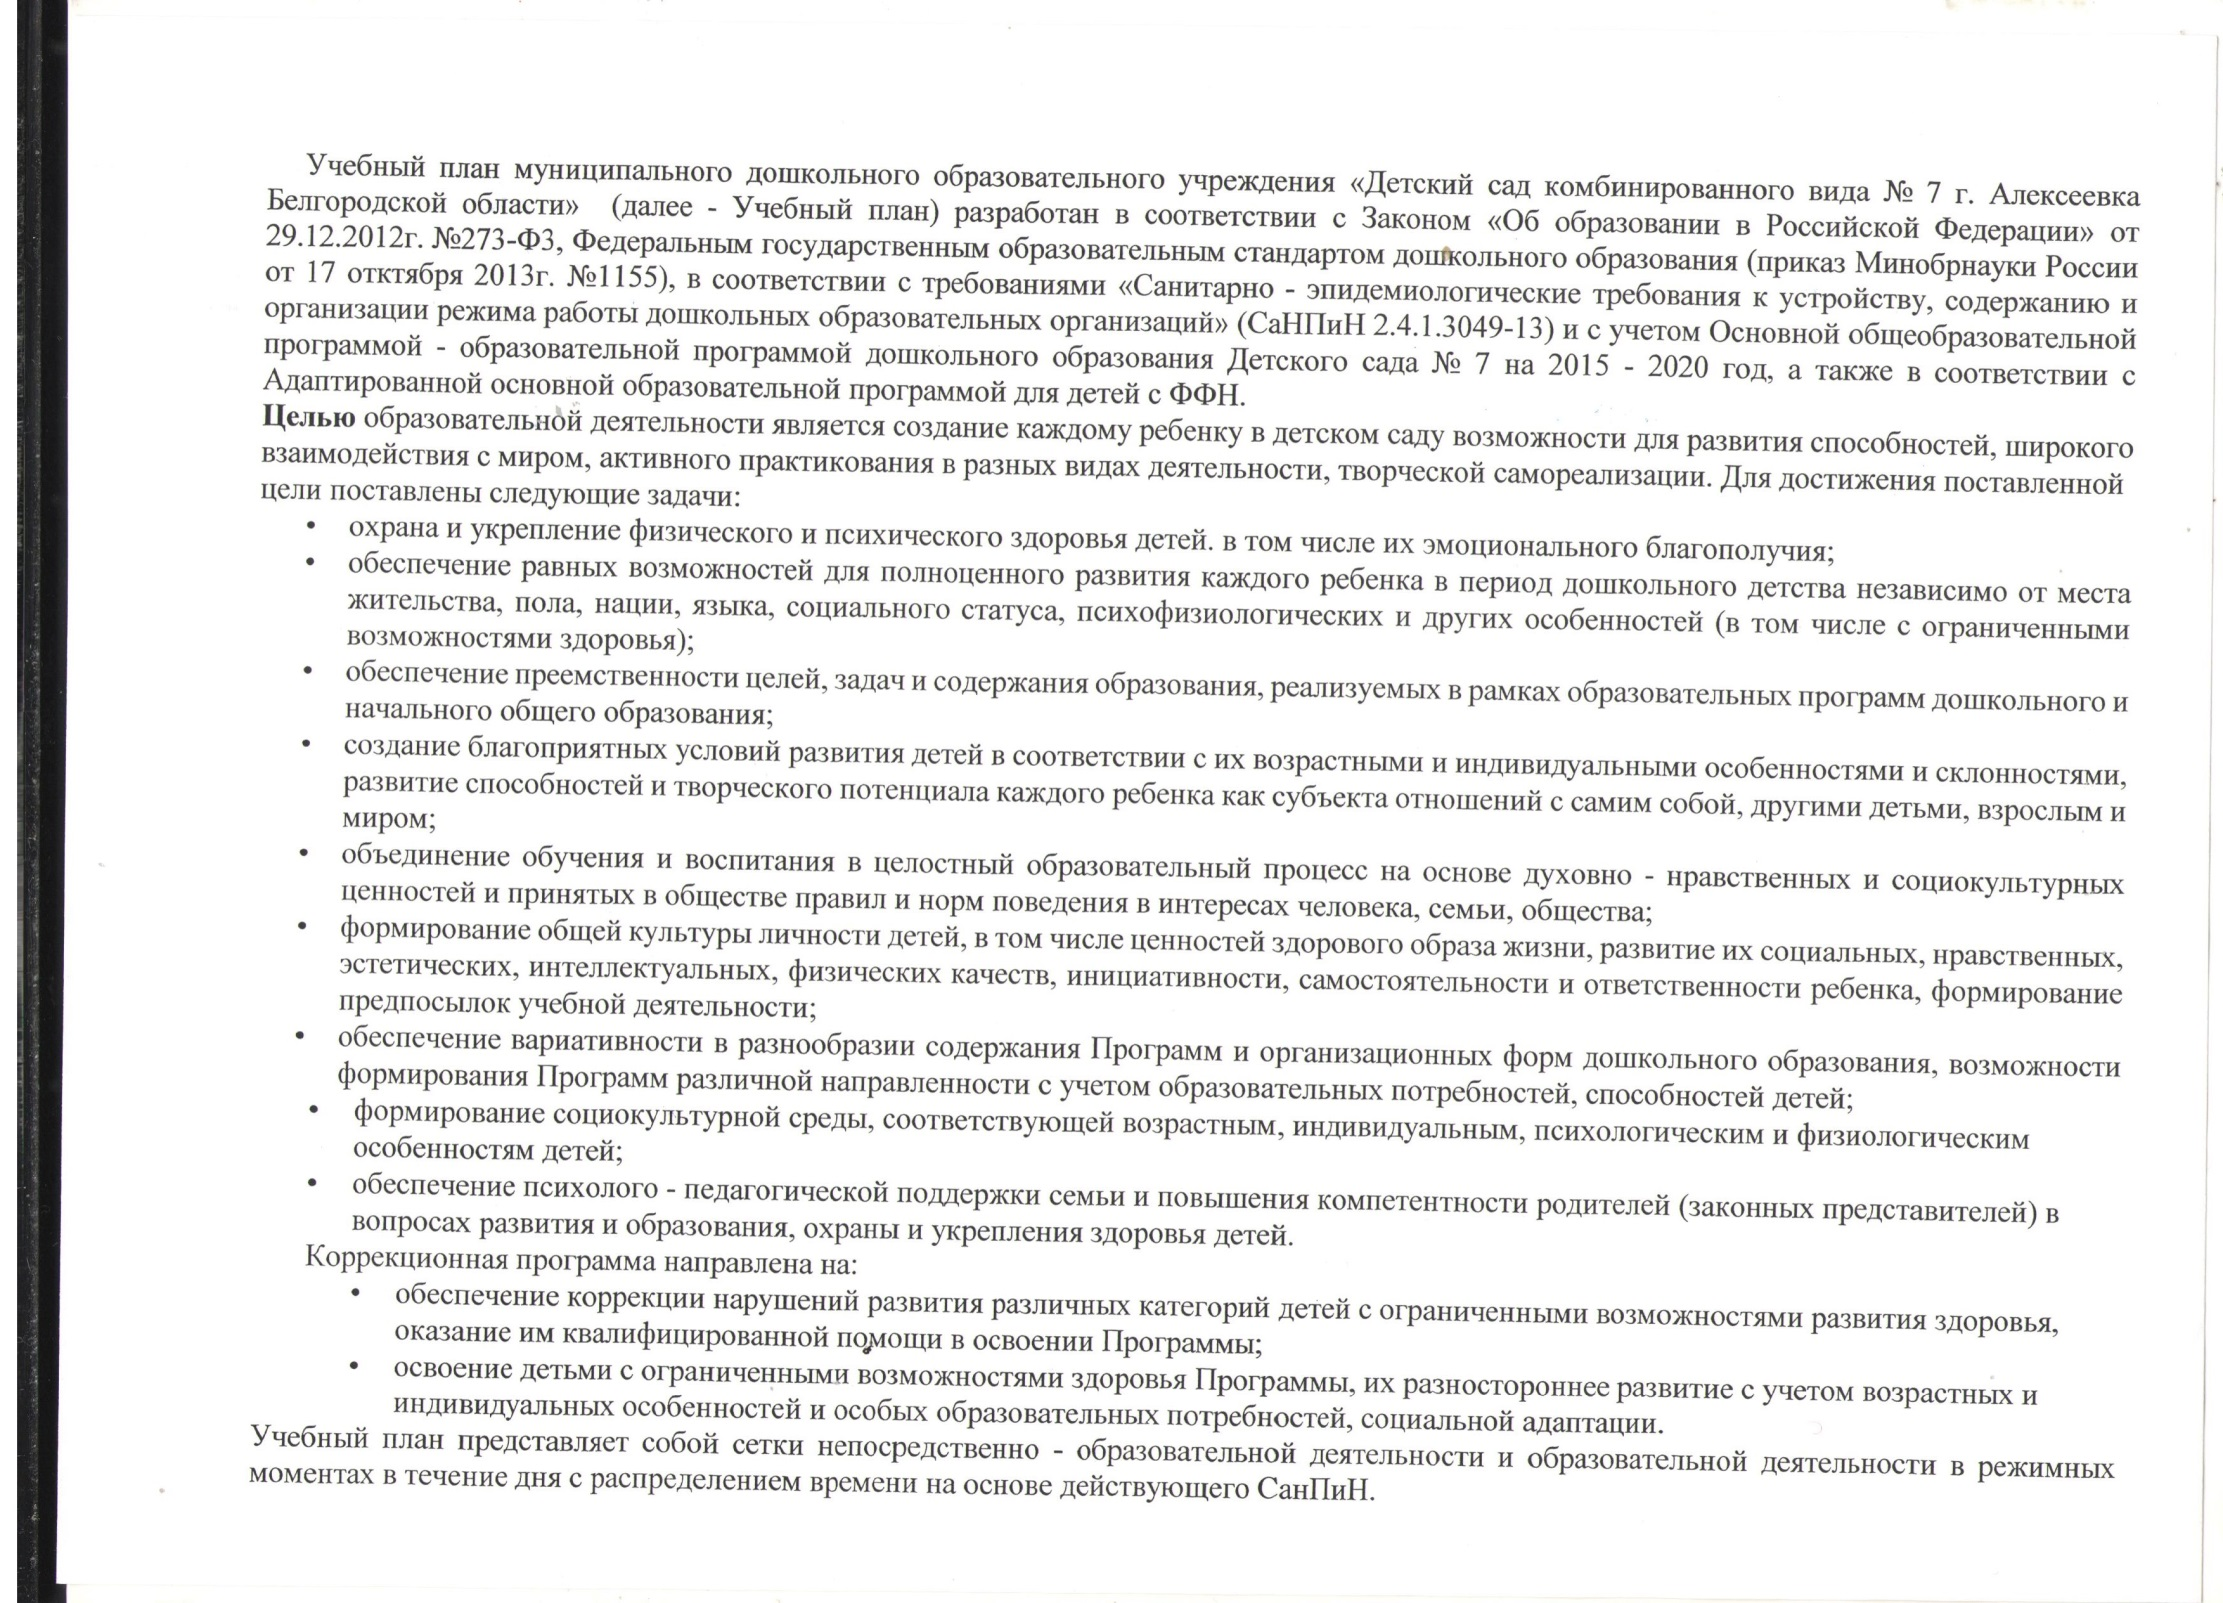 Учебный план муниципального дошкольного образовательного учреждения «Детский сад комбинированного вида № 7 г. Алексеевка
Белгородской области» (далее - Учебный план) разработан в соответствии с Законом «Об образовании в Российской Федерации» от
29.12.2012г. №273-ФЗ, Федеральным государственным образовательным стандартом дошкольного образования (приказ Минобрнауки России
от 17 отктября 2013г. №1155), в соответствии с требованиями «Санитарно - эпидемиологические требования к устройству, содержанию и
организации режима работы дошкольных образовательных организаций» (СаНПиН 2.4.1.3049-13) и с учетом Основной общеобразовательной
программой - образовательной программой дошкольного образования Детского сада № 7 на 2015 - 2020 год, а также в соответствии с
Адаптированной основной образовательной программой для детей с ФФН.
Целью образовательной деятельности является создание каждому ребенку в детском саду возможности для развития способностей, широкого
взаимодействия с миром, активного практикования в разных видах деятельности, творческой самореализации. Для достижения поставленной
цели поставлены следующие задачи:
• охрана и укрепление физического и психического здоровья детей. в том числе их эмоционального благополучия;
• обеспечение равных возможностей для полноценного развития каждого ребенка в период дошкольного детства независимо от места
жительства, пола, нации, языка, социального статуса, психофизиологических и других особенностей (в том числе с ограниченными
возможностями здоровья);
• обеспечение преемственности целей, задач и содержания образования, реализуемых в рамках образовательных программ дошкольного и
начального общего образования;
• создание благоприятных условий развития детей в соответствии с их возрастными и индивидуальными особенностями и склонностями,
развитие способностей и творческого потенциала каждого ребенка как субъекта отношений с самим собой, другими детьми, взрослым и
миром;
• объединение обучения и воспитания в целостный образовательный процесс на основе духовно - нравственных и социокультурных
ценностей и принятых в обществе правил и норм поведения в интересах человека, семьи, общества;
• формирование общей культуры личности детей, в том числе ценностей здорового образа жизни, развитие их социальных, нравственных,
эстетических, интеллектуальных, физических качеств, инициативности, самостоятельности и ответственности ребенка, формирование
предпосылок учебной деятельности;
• обеспечение вариативности в разнообразии содержания Программ и организационных форм дошкольного образования, возможности
формирования Программ различной направленности с учетом образовательных потребностей, способностей детей;
• формирование социокультурной среды, соответствующей возрастным, индивидуальным, психологическим и физиологическим
особенностям детей;
• обеспечение психолого - педагогической поддержки семьи и повышения компетентности родителей (законных представителей) в
вопросах развития и образования, охраны и укрепления здоровья детей.
Коррекционная программа направлена на:
• обеспечение коррекции нарушений развития различных категорий детей с ограниченными возможностями развития здоровья,
оказание им квалифицированной помощи в освоении Программы;
• освоение детьми с ограниченными возможностями здоровья Программы, их разностороннее развитие с учетом возрастных и
индивидуальных особенностей и особых образовательных потребностей, социальной адаптации.
Учебный план представляет собой сетки непосредственно - образовательной деятельности и образовательной деятельности в режимных
моментах в течение дня с распределением времени на основе действующего СанПиН.